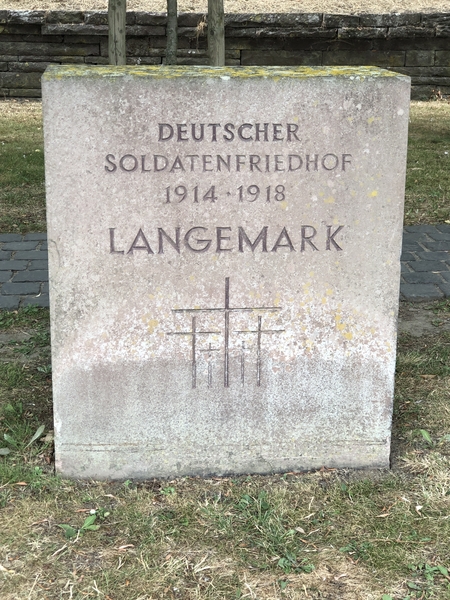 DEUTSCHER
SOLDATENFRIEDHOF
1914 · 1918
LANGEMARK